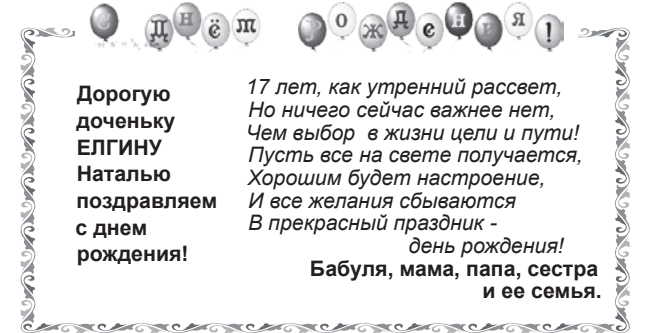 С ДНЁМ РОЖДЕНИЯ!
Дорогую
доченьку
ЕЛГИНУ
Наталью
поздравляем
с днем
рождения!
17 лет, как утренний рассвет,
Но ничего сейчас важнее нет,
Чем выбор в жизни цели и пути!
Пусть все на свете получается,
Хорошим будет настроение,
И все желания сбываются
В прекрасный праздник -
день рождения!
Бабуля, мама, папа, сестра
и ее семья.